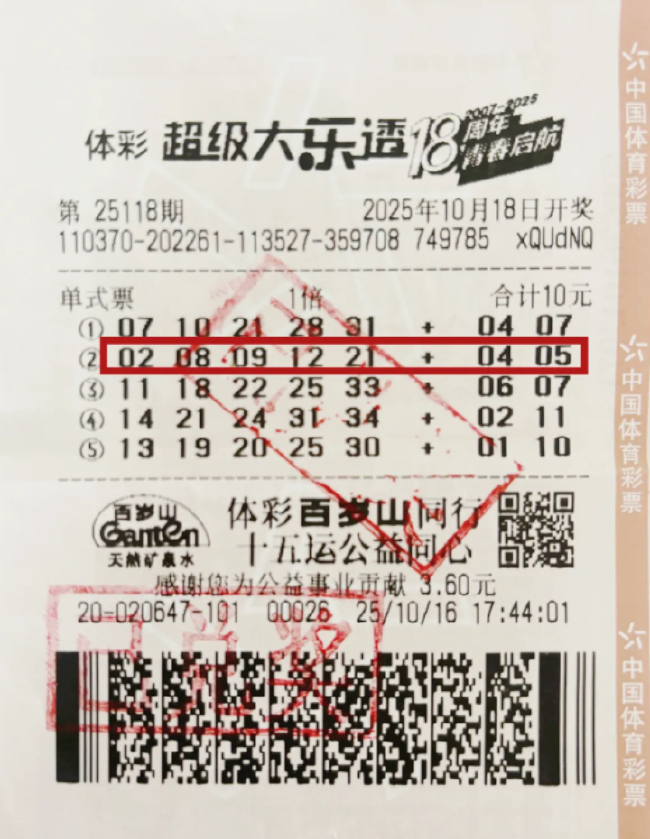 体彩 超级大乐透 18 2007-2025 周年 青春启航
第 25118期 2025年10月18日开奖
110370-202261-113527-359708 749785 xQUdNQ
单式票 1倍 合计10元
① 07 10 21 28 31 + 04 07
② 02 08 09 12 21 + 04 05
③ 11 18 22 25 33 + 06 07
④ 14 21 24 31 34 + 02 11
⑤ 13 19 20 25 30 + 01 10
百岁山
Ganten
天然矿泉水
体彩百岁山同行
十五运公益同心
感谢您为公益事业贡献 3.60元
20-020647-101 00026 25/10/16 17:44:01
已兑奖
中国体育彩票
中国体育彩票
中国体育彩票